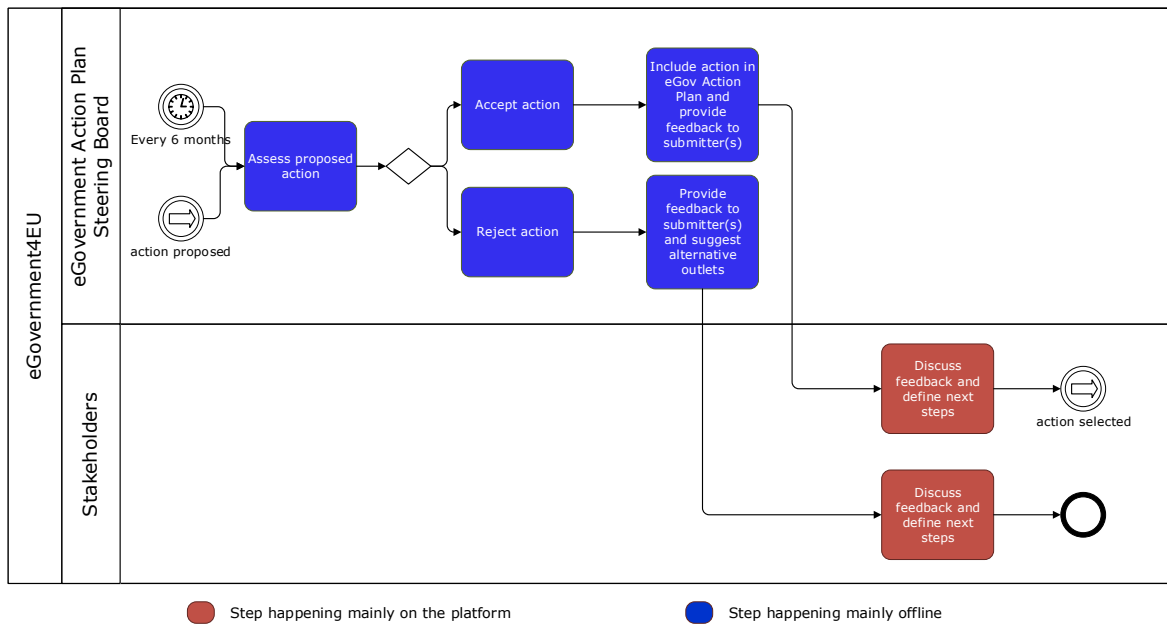 eGovernment4EU
eGovernment Action Plan
Steering Board
Stakeholders
Every 6 months
action proposed
Assess proposed
action
Accept action
Reject action
Include action in
eGov Action
Plan and
provide
feedback to
submitter(s)
Provide
feedback to
submitter(s)
and suggest
alternative
outlets
Discuss
feedback and
define next
steps
action selected
Discuss
feedback and
define next
steps
Step happening mainly on the platform
Step happening mainly offline